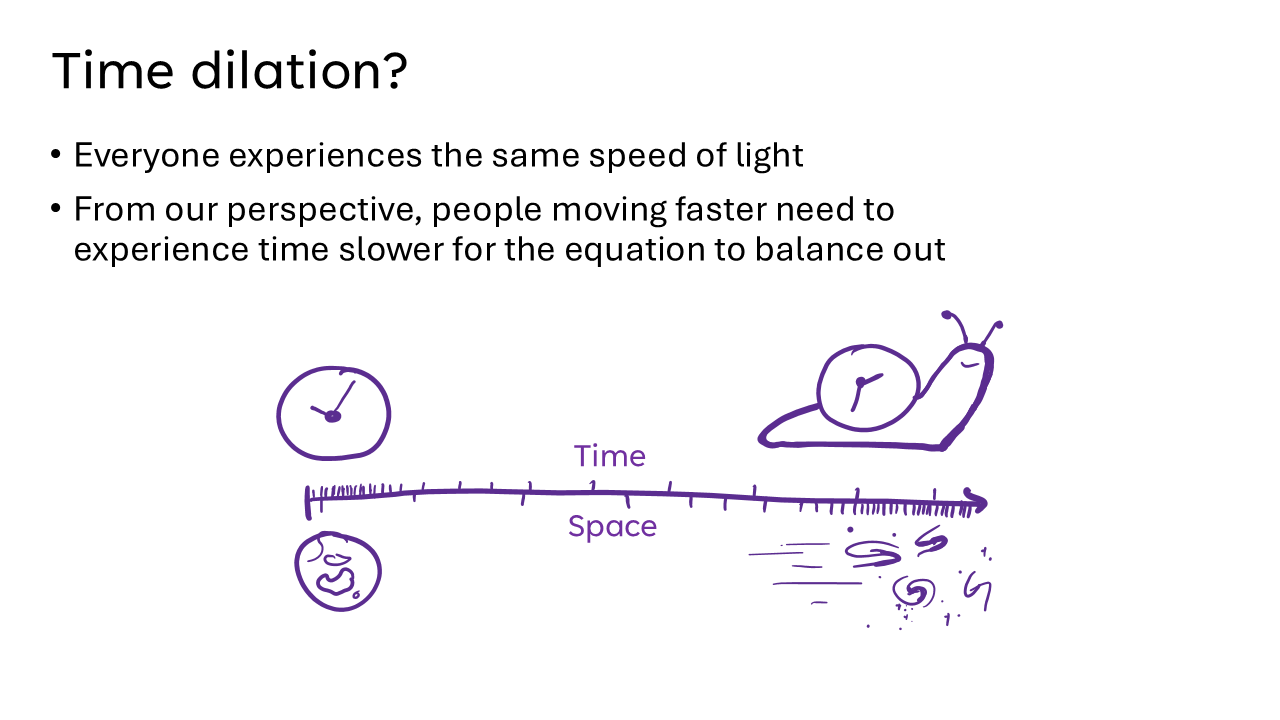 Time dilation?
• Everyone experiences the same speed of light
• From our perspective, people moving faster need to
experience time slower for the equation to balance out
Time
Space